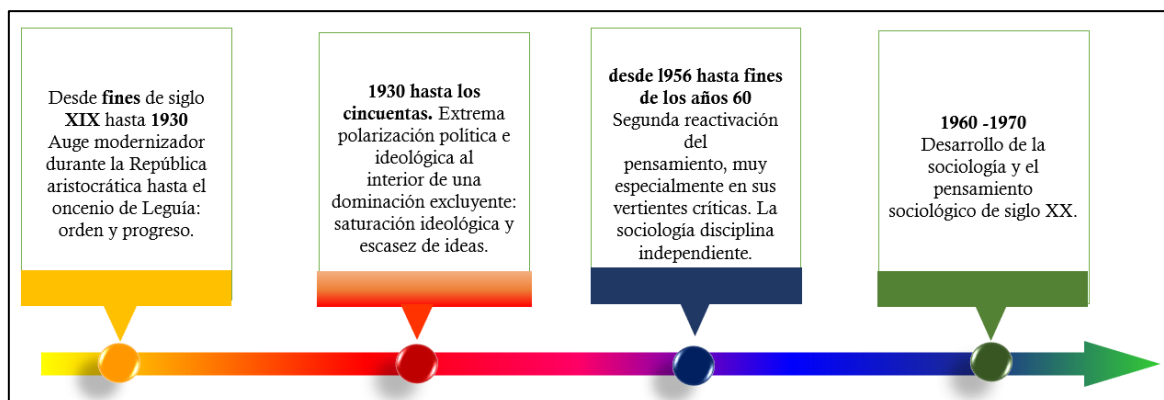 Desde fines de siglo
XIX hasta 1930
Auge modernizador
durante la República
aristocrática hasta el
oncenio de Leguía:
orden y progreso.
1930 hasta los
cincuentas. Extrema
polarización política e
ideológica al
interior de una
dominación excluyente:
saturación ideológica y
escasez de ideas.
desde l956 hasta fines
de los años 60
Segunda reactivación
del
pensamiento, muy
especialmente en sus
vertientes críticas. La
sociología disciplina
independiente.
1960 -1970
Desarrollo de la
sociología y el
pensamiento
sociológico de siglo XX.